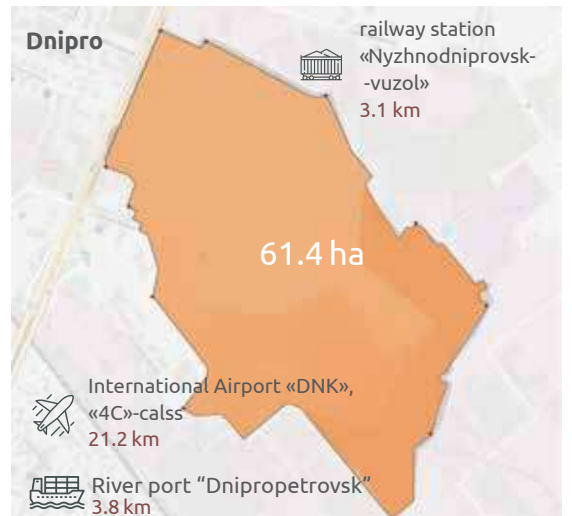 Dnipro
railway station
«Nyzhnodniprovsk-
-vuzol»
3.1 km
61.4 ha
International Airport «DNK»,
«4C»-calss
21.2 km
River port “Dnipropetrovsk”
3.8 km